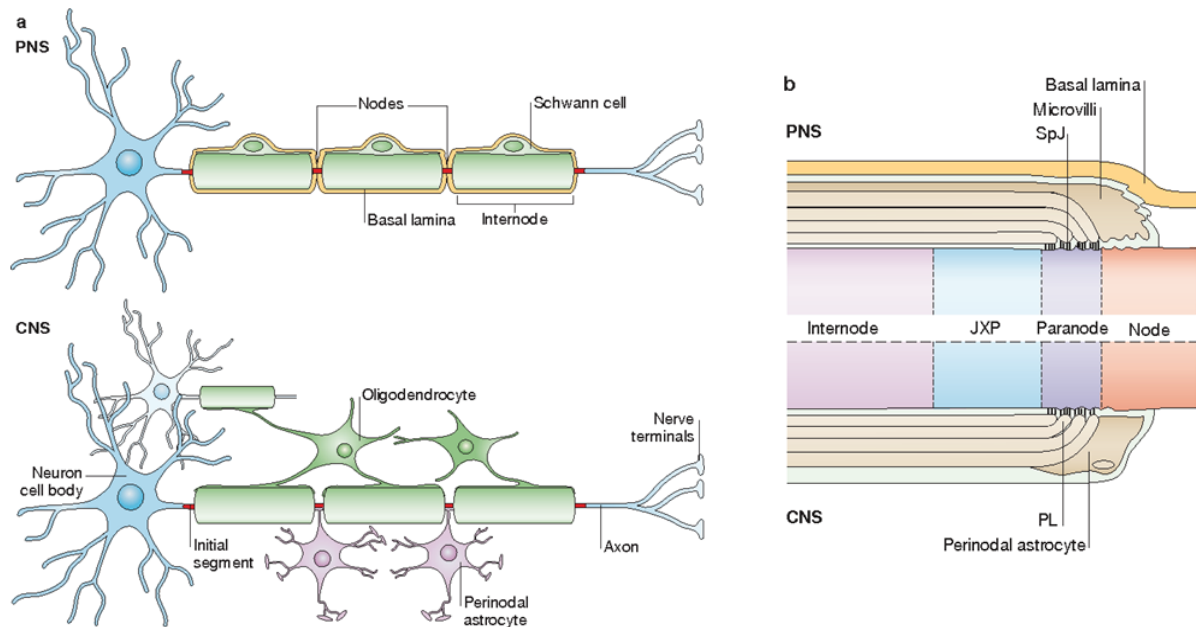 a
PNS
Nodes
Schwann cell
Basal lamina
Internode
CNS
Oligodendrocyte
Nerve
terminals
Neuron
cell body
Initial
segment
Axon
Perinodal
astrocyte
b
Basal lamina
PNS
Microvilli
SpJ
Internode
JXP
Paranode
Node
CNS
PL
Perinodal astrocyte